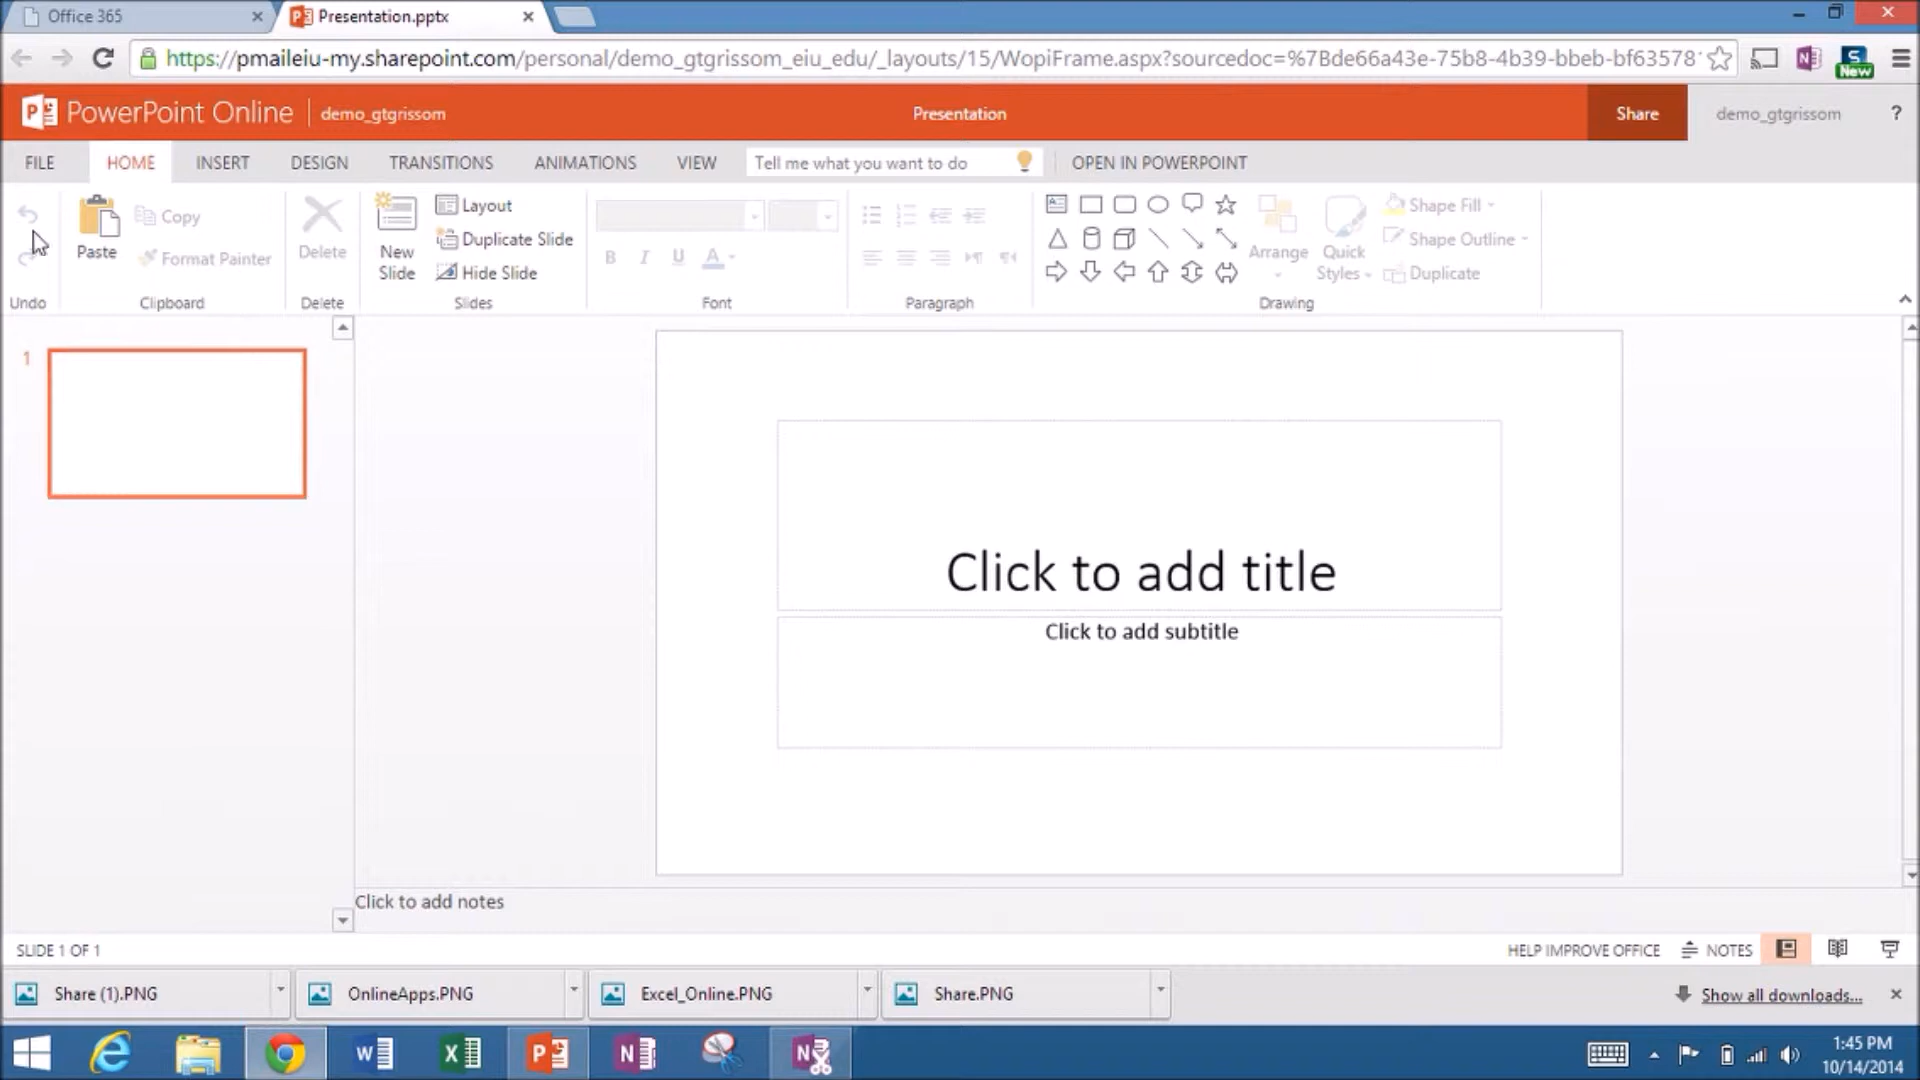 Office 365
Presentation.pptx
https://pmaileiu-my.sharepoint.com/personal/demo_gtgrissom_eiu_edu/_layouts/15/WopiFrame.aspx?sourcedoc=%7Bde66a43e-75b8-4b39-bbeb-bf63578
S
New
PowerPoint Online demo_gtgrissom
Presentation
Share
demo_gtgrissom
?
FILE HOME INSERT DESIGN TRANSITIONS ANIMATIONS VIEW Tell me what you want to do OPEN IN POWERPOINT
Copy
Layout
Shape Fill
Paste
Format Painter
Delete
New
Slide
Duplicate Slide
Hide Slide
B I U A
Arrange
Quick
Styles
Shape Outline
Duplicate
Undo Clipboard Delete Slides Font Paragraph Drawing
1
Click to add title
Click to add subtitle
Click to add notes
SLIDE 1 OF 1
HELP IMPROVE OFFICE NOTES
Share (1).PNG OnlineApps.PNG Excel_Online.PNG Share.PNG Show all downloads...
1:45 PM
10/14/2014